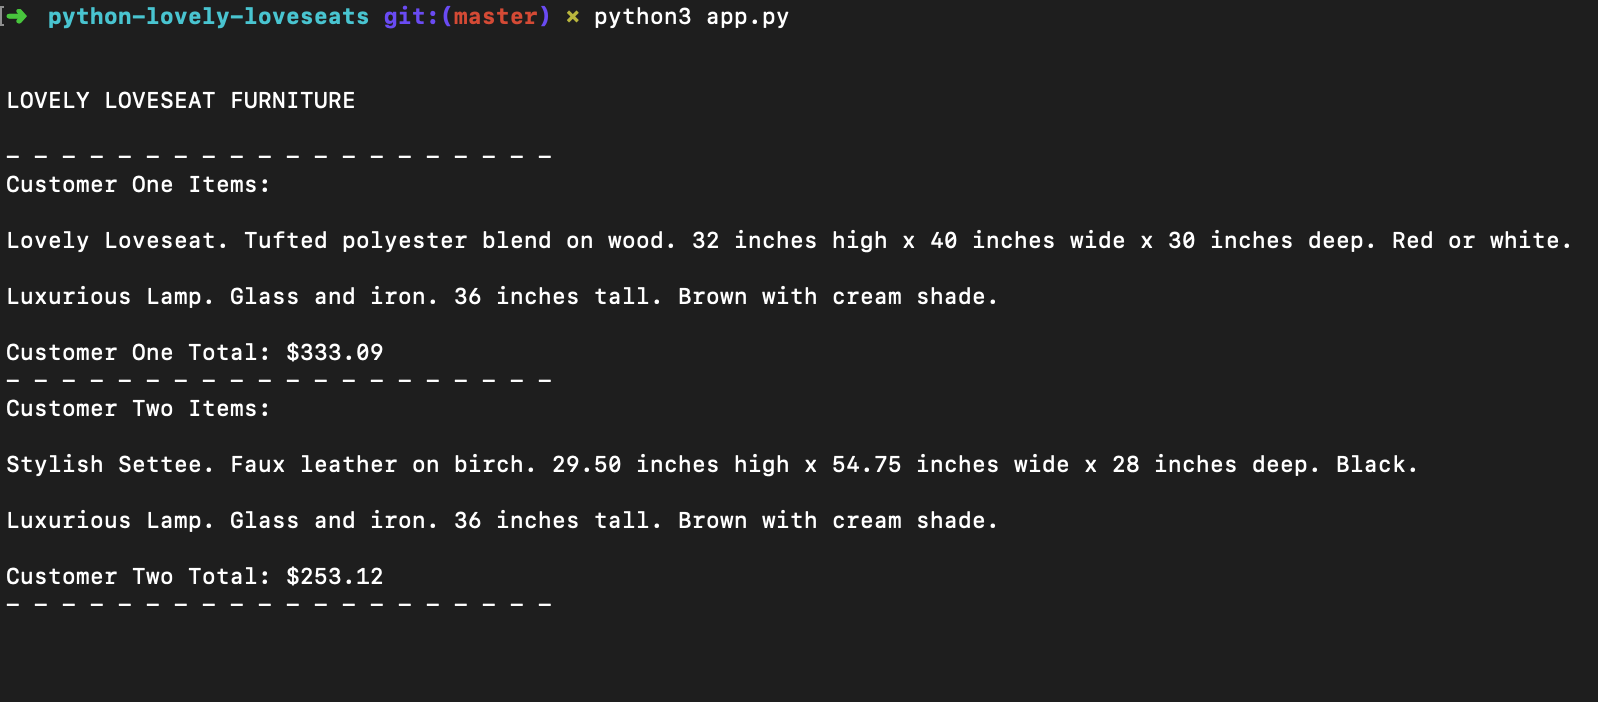 ➜ python-lovely-loveseats git:(master) ✗ python3 app.py
LOVELY LOVESEAT FURNITURE
- - - - - - - - - - - - - - - - - - - -
Customer One Items:
Lovely Loveseat. Tufted polyester blend on wood. 32 inches high x 40 inches wide x 30 inches deep. Red or white.
Luxurious Lamp. Glass and iron. 36 inches tall. Brown with cream shade.
Customer One Total: $333.09
- - - - - - - - - - - - - - - - - - - -
Customer Two Items:
Stylish Settee. Faux leather on birch. 29.50 inches high x 54.75 inches wide x 28 inches deep. Black.
Luxurious Lamp. Glass and iron. 36 inches tall. Brown with cream shade.
Customer Two Total: $253.12
- - - - - - - - - - - - - - - - - - - -